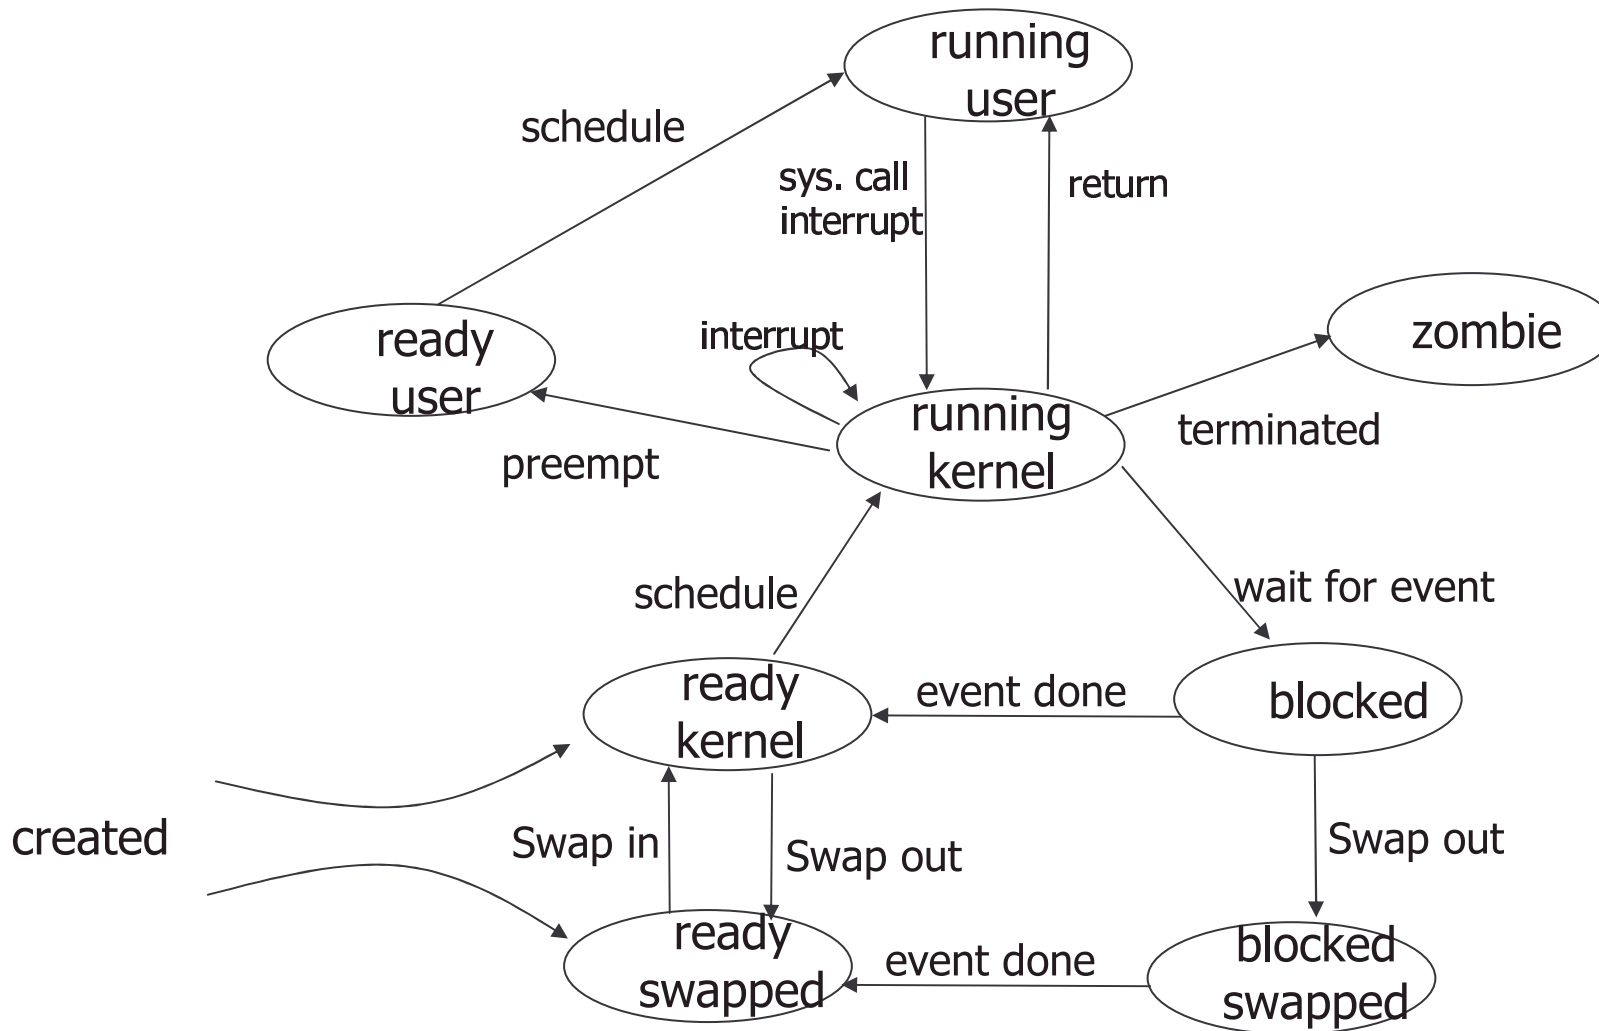 running
user
schedule
sys. call
interrupt
return
ready
user
interrupt
zombie
running
kernel
terminated
preempt
schedule
wait for event
ready
kernel
event done
blocked
created
Swap in
Swap out
Swap out
ready
swapped
event done
blocked
swapped